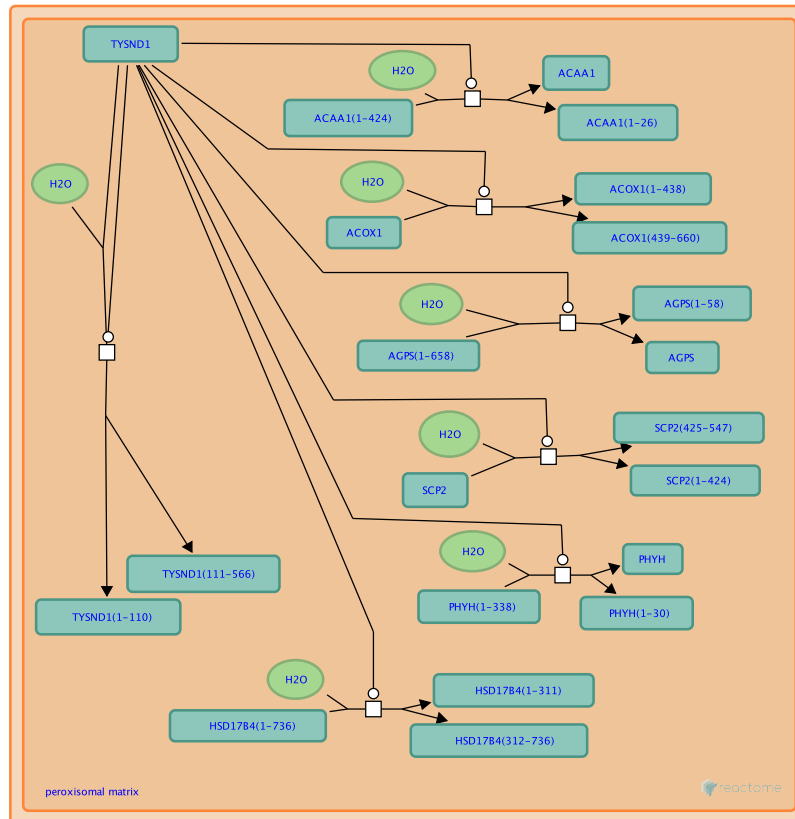 TYSND1
H2O
ACAA1
ACAA1(1-424)
ACAA1(1-26)
H2O
H2O
ACOX1(1-438)
ACOX1
ACOX1(439-660)
H2O
AGPS(1-58)
AGPS(1-658)
AGPS
H2O
SCP2(425-547)
SCP2
SCP2(1-424)
H2O
PHYH
TYSND1(111-566)
PHYH(1-338)
PHYH(1-30)
TYSND1(1-110)
H2O
HSD17B4(1-311)
HSD17B4(1-736)
HSD17B4(312-736)
peroxisomal matrix
reactome